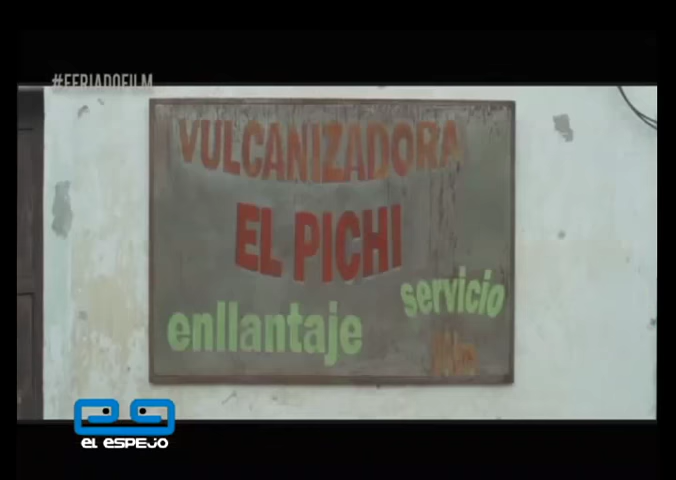 #FERIADOFILM
VULCANIZADORA
EL PICHI
enllantaje
servicio
EL ESPEJO